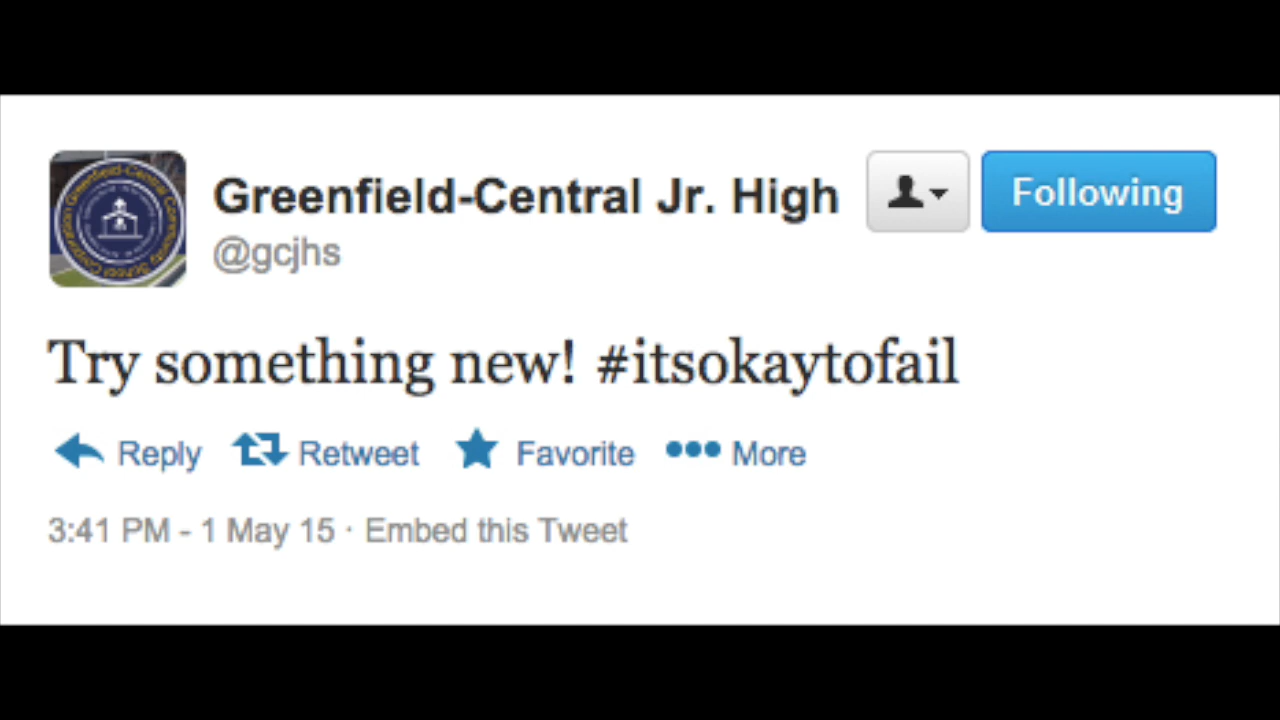 Greenfield-Central Jr. High
Following
@gcjhs
Try something new! #itsokaytofail
Reply Retweet Favorite More
3:41 PM - 1 May 15 · Embed this Tweet